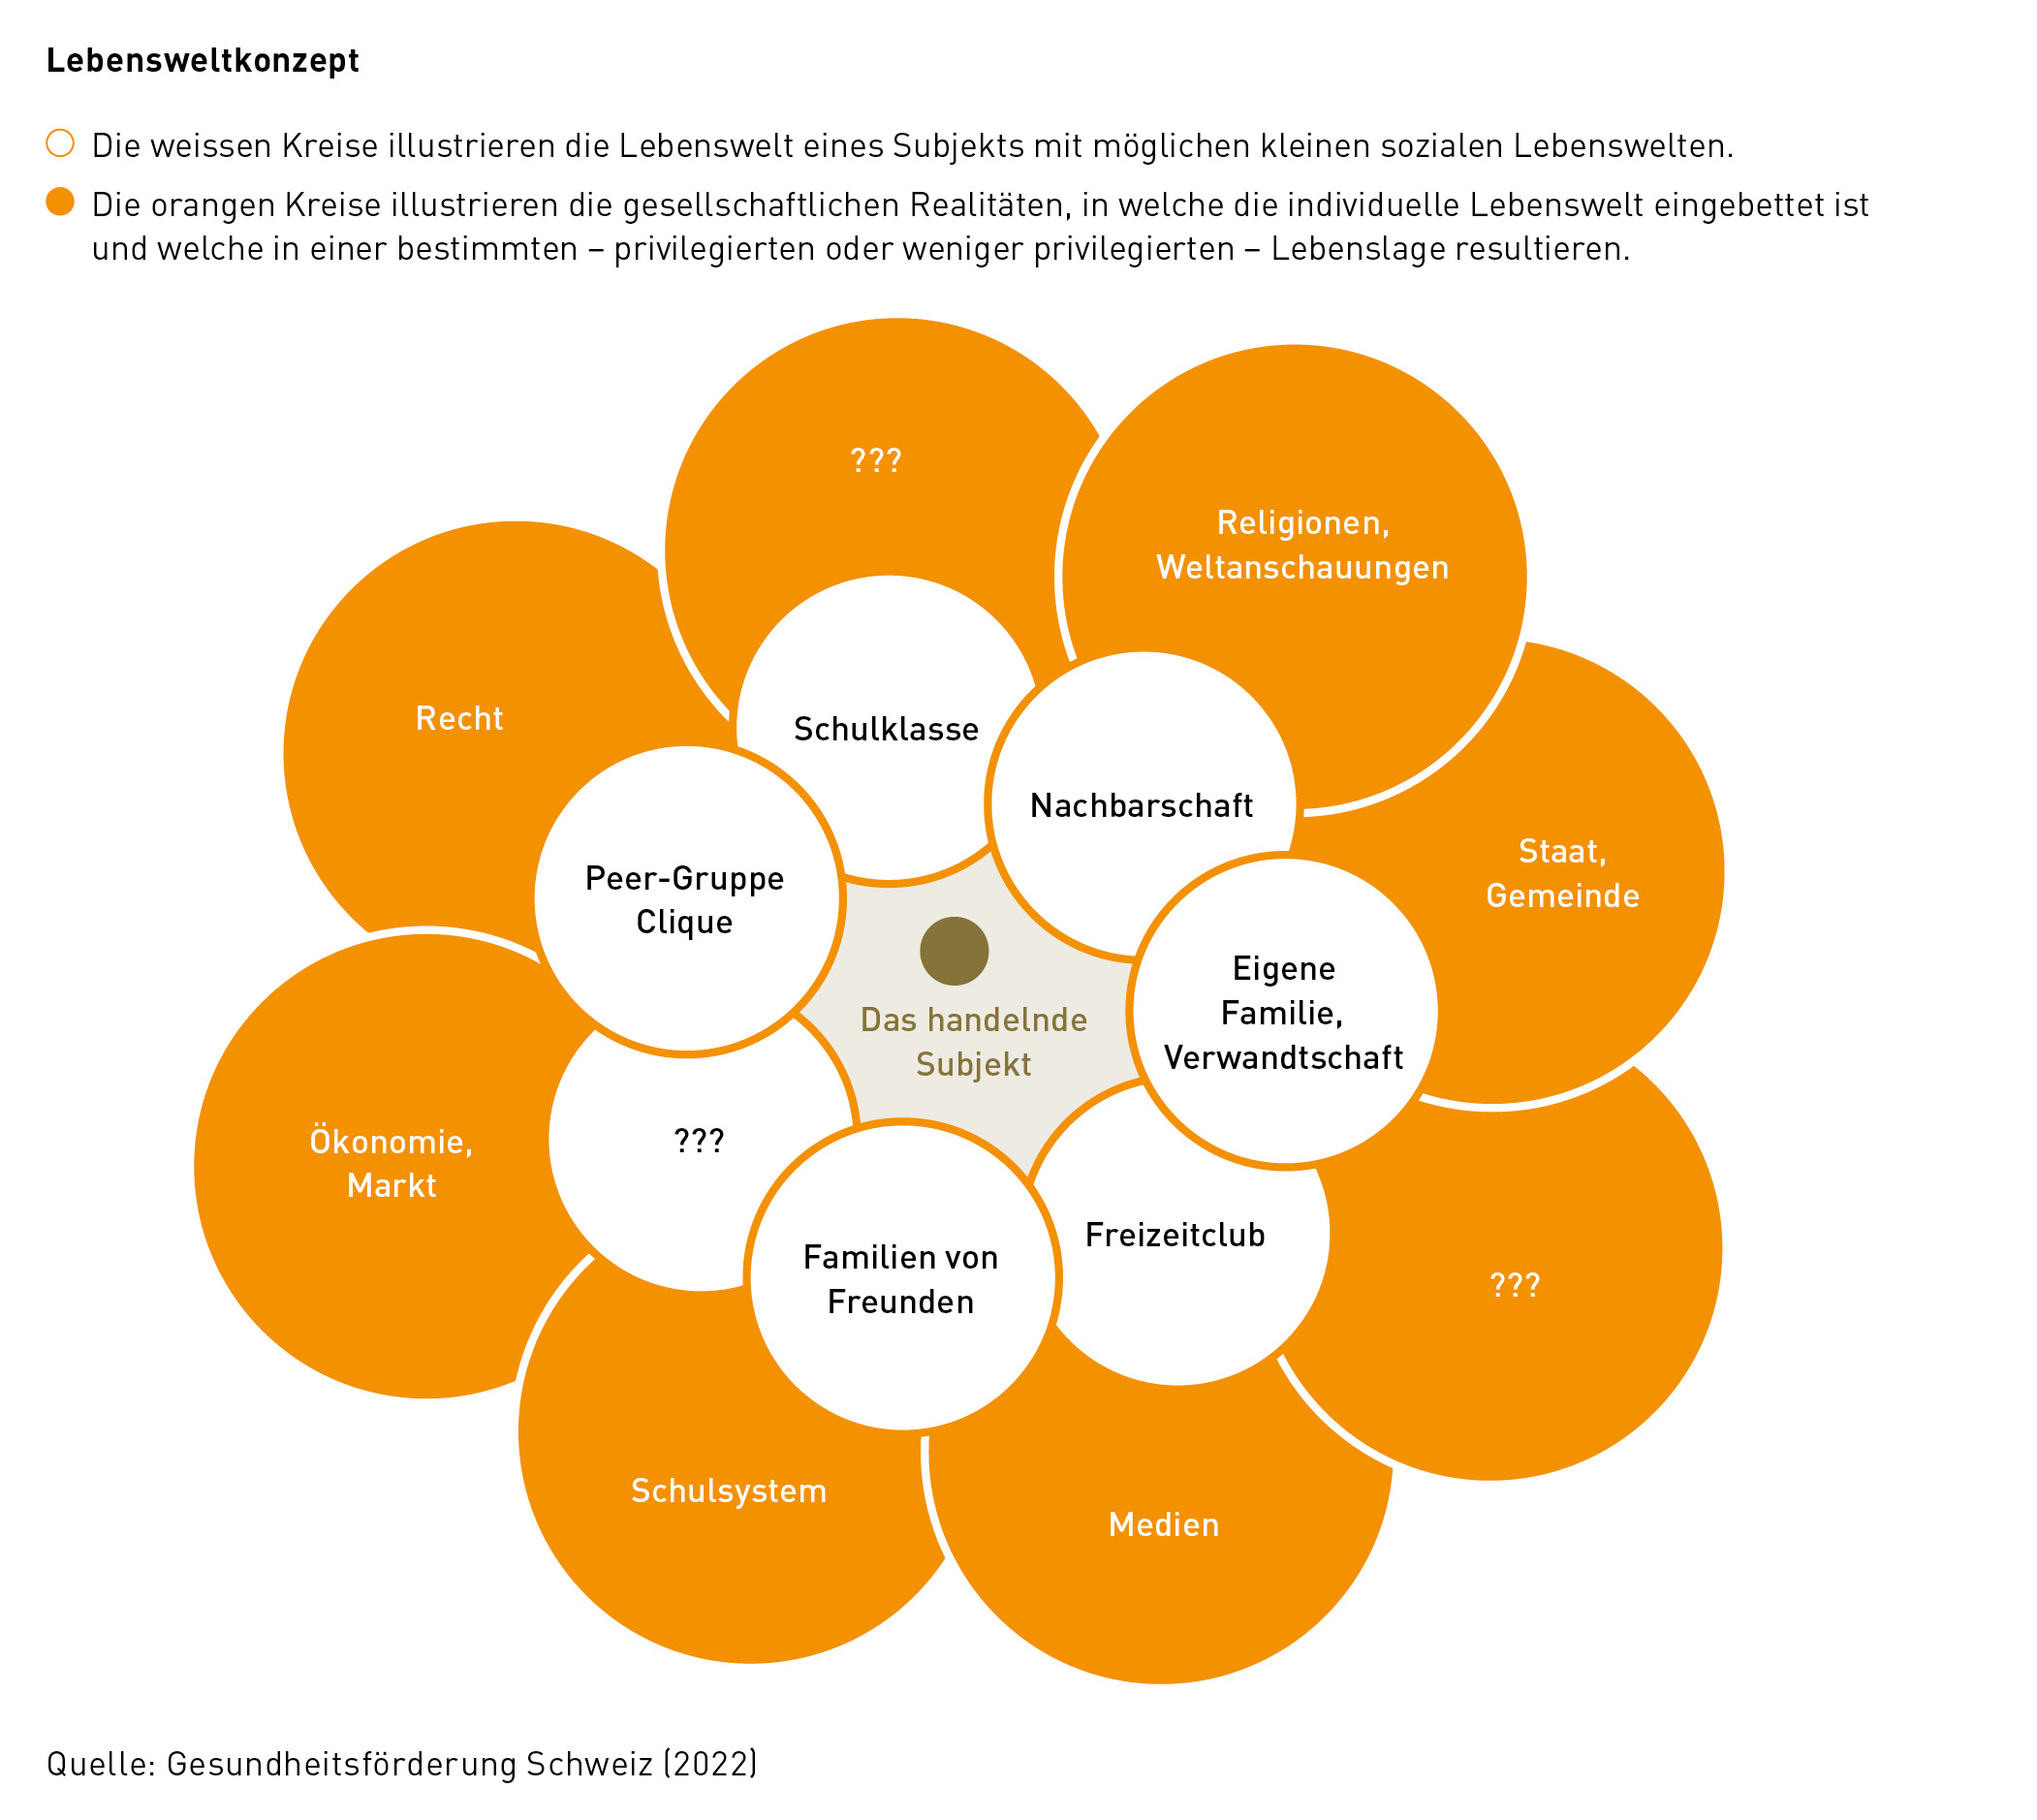 Lebensweltkonzept
Die weissen Kreise illustrieren die Lebenswelt eines Subjekts mit möglichen kleinen sozialen Lebenswelten.
Die orangen Kreise illustrieren die gesellschaftlichen Realitäten, in welche die individuelle Lebenswelt eingebettet ist
und welche in einer bestimmten – privilegierten oder weniger privilegierten – Lebenslage resultieren.
???
Religionen,
Weltanschauungen
Recht
Schulklasse
Nachbarschaft
Staat,
Gemeinde
Peer-Gruppe
Clique
Eigene
Familie,
Verwandtschaft
Das handelnde
Subjekt
Ökonomie,
Markt
???
Familien von
Freunden
Freizeitclub
???
Schulsystem
Medien
Quelle: Gesundheitsförderung Schweiz (2022)